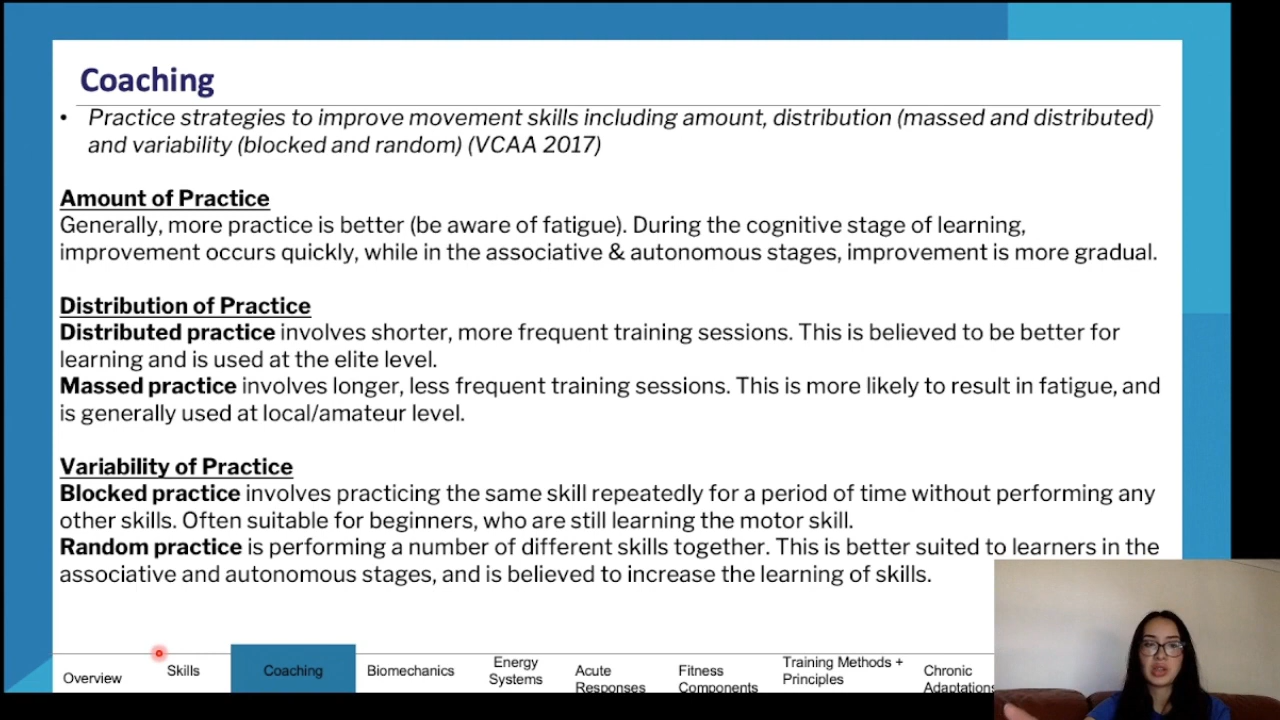 Coaching
• Practice strategies to improve movement skills including amount, distribution (massed and distributed)
and variability (blocked and random) (VCAA 2017)
Amount of Practice
Generally, more practice is better (be aware of fatigue). During the cognitive stage of learning,
improvement occurs quickly, while in the associative & autonomous stages, improvement is more gradual.
Distribution of Practice
Distributed practice involves shorter, more frequent training sessions. This is believed to be better for
learning and is used at the elite level.
Massed practice involves longer, less frequent training sessions. This is more likely to result in fatigue, and
is generally used at local/amateur level.
Variability of Practice
Blocked practice involves practicing the same skill repeatedly for a period of time without performing any
other skills. Often suitable for beginners, who are still learning the motor skill.
Random practice is performing a number of different skills together. This is better suited to learners in the
associative and autonomous stages, and is believed to increase the learning of skills.
Overview
Skills
Coaching
Biomechanics
Energy
Systems
Acute
Responses
Fitness
Components
Training Methods +
Principles
Chronic
Adaptations